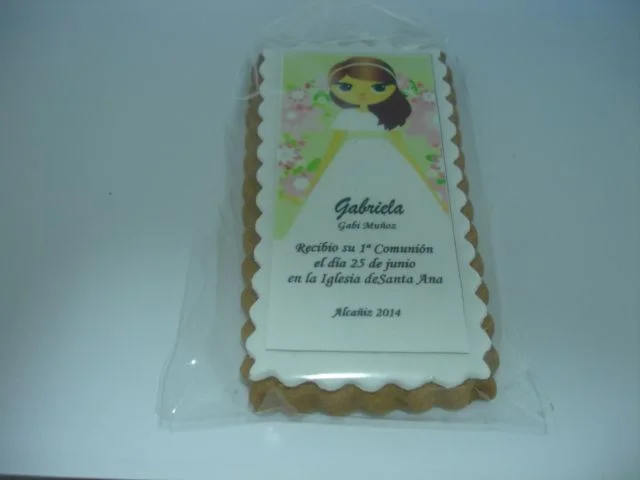 Gabriela
Gabi Muñoz
Recibio su 1ª Comunión
el día 25 de junio
en la Iglesia deSanta Ana
Alcañiz 2014